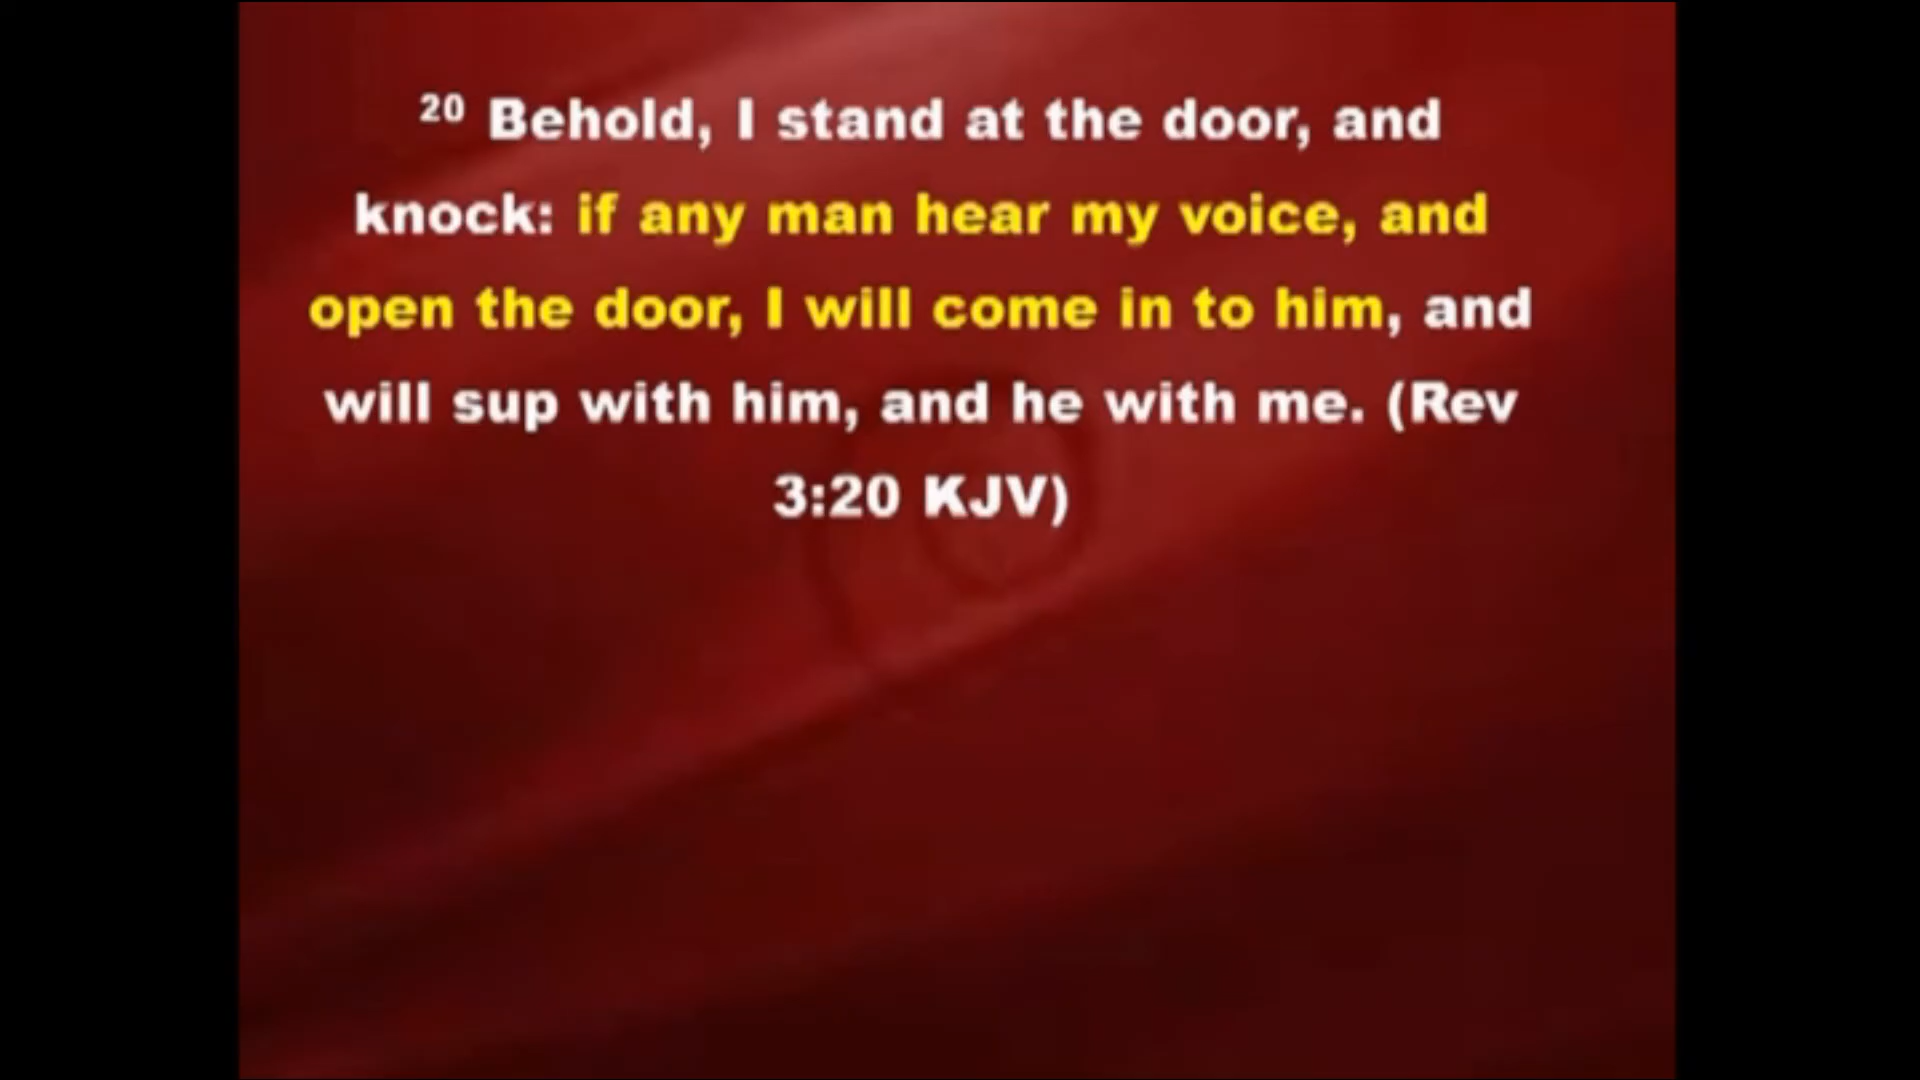 20 Behold, I stand at the door, and
knock: if any man hear my voice, and
open the door, I will come in to him, and
will sup with him, and he with me. (Rev
3:20 KJV)